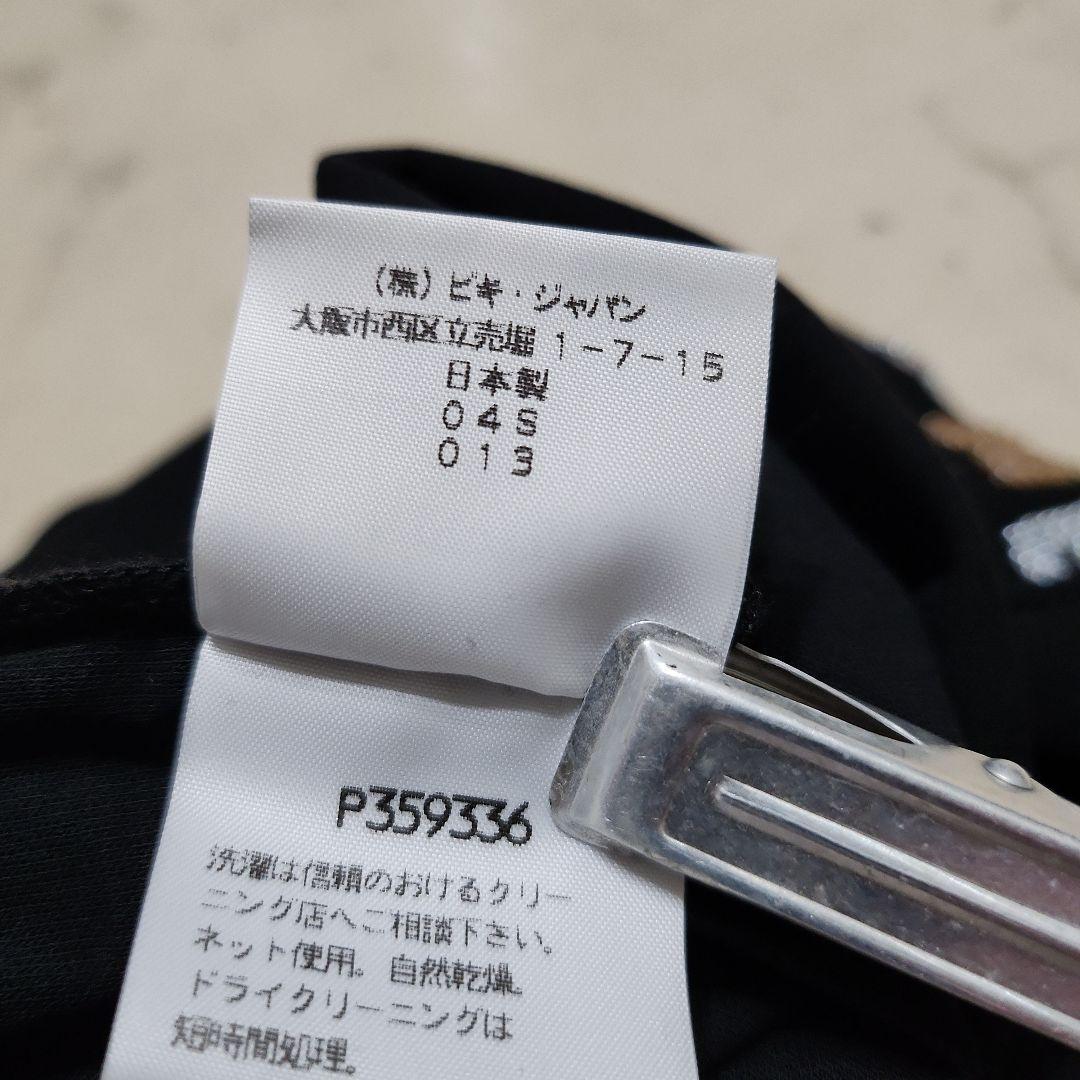 (株)ビギ・ジャパン
大阪市西区立売堀1-7-15
日本製
04S
013
P359336
洗濯は信頼のおけるクリー
ニング店へご相談下さい。
ネット使用。自然乾燥。
ドライクリーニングは
短時間処理。